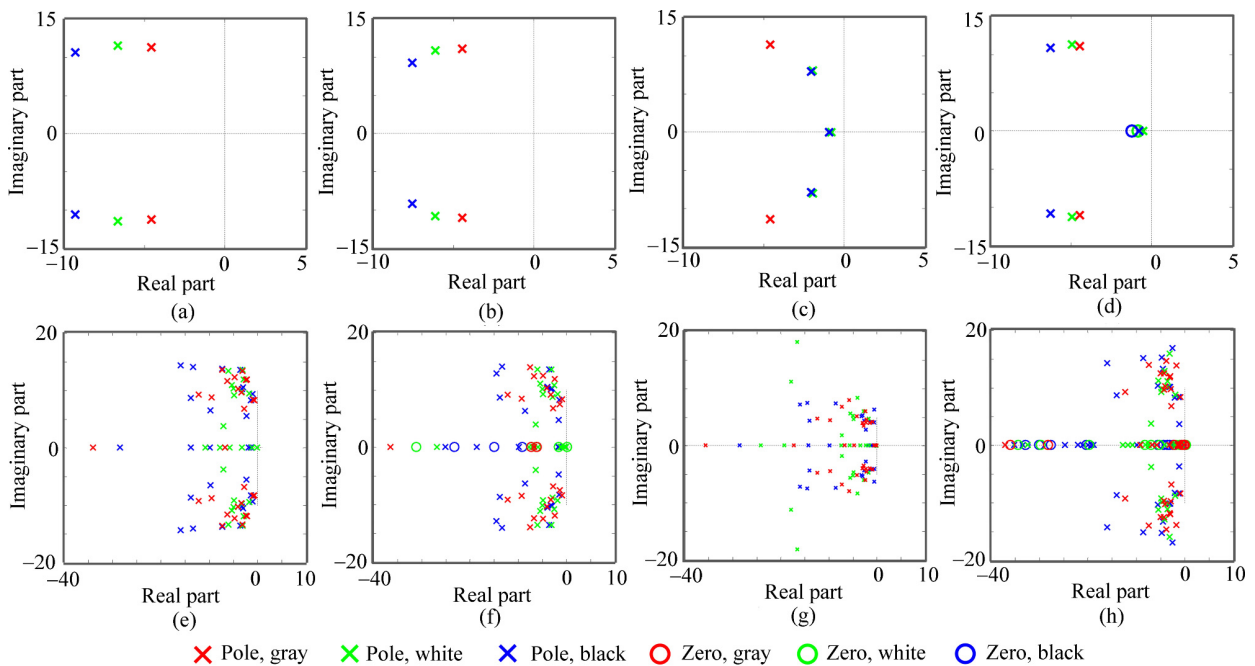 15
0
−15
−10
−5
0
5
Imaginary part
Real part
(a)
15
0
−15
−10
−5
0
5
Imaginary part
Real part
(b)
15
0
−15
−10
−5
0
5
Imaginary part
Real part
(c)
15
0
−15
−10
−5
0
5
Imaginary part
Real part
(d)
20
0
−20
−40
0
10
Imaginary part
Real part
(e)
20
0
−20
−40
0
10
Imaginary part
Real part
(f)
20
0
−20
−40
0
10
Imaginary part
Real part
(g)
20
0
−20
−40
0
10
Imaginary part
Real part
(h)
Pole, gray
Pole, white
Pole, black
Zero, gray
Zero, white
Zero, black